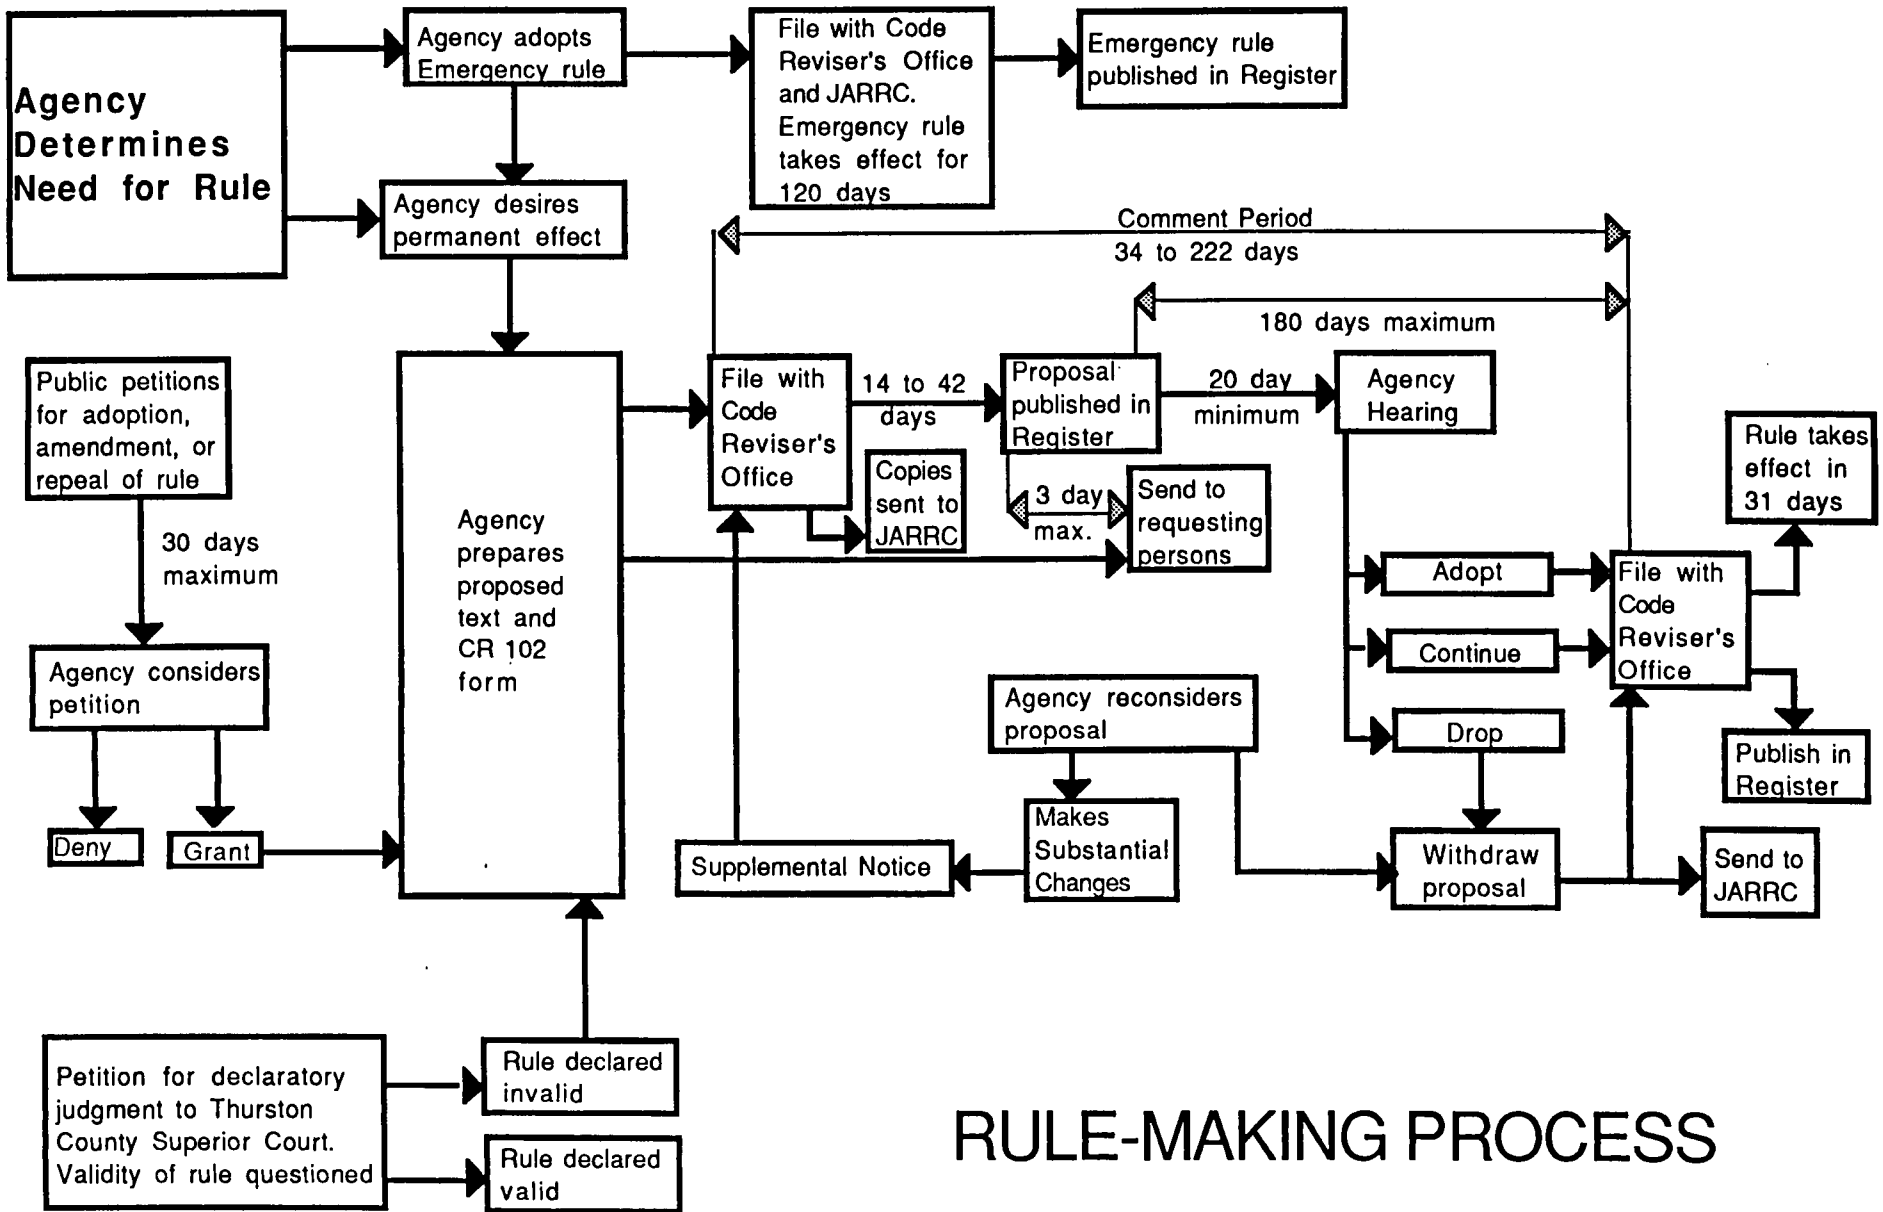 Agency
Determines
Need for Rule
Agency adopts
Emergency rule
File with Code
Reviser's Office
and JARRC.
Emergency rule
takes effect for
120 days
Emergency rule
published in Register
Agency desires
permanent effect
Comment Period
34 to 222 days
180 days maximum
Public petitions
for adoption,
amendment, or
repeal of rule
30 days
maximum
Agency considers
petition
Deny
Grant
Agency
prepares
proposed
text and
CR 102
form
File with
Code
Reviser's
Office
14 to 42
days
Copies
sent to
JARRC
Proposal
published in
Register
20 day
minimum
Agency
Hearing
3 day
max.
Send to
requesting
persons
Adopt
Continue
Drop
File with
Code
Reviser's
Office
Rule takes
effect in
31 days
Publish in
Register
Agency reconsiders
proposal
Makes
Substantial
Changes
Supplemental Notice
Withdraw
proposal
Send to
JARRC
Petition for declaratory
judgment to Thurston
County Superior Court.
Validity of rule questioned
Rule declared
invalid
Rule declared
valid
RULE-MAKING PROCESS